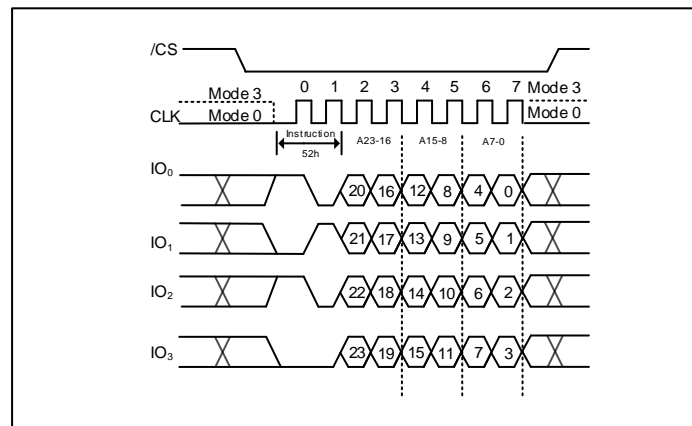 /CS
0 1 2 3 4 5 6 7 Mode 3
Mode 3
CLK Mode 0 Mode 0
Instruction A23-16 A15-8 A7-0
52h
IO0 20 16 12 8 4 0
IO1 21 17 13 9 5 1
IO2 22 18 14 10 6 2
IO3 23 19 15 11 7 3